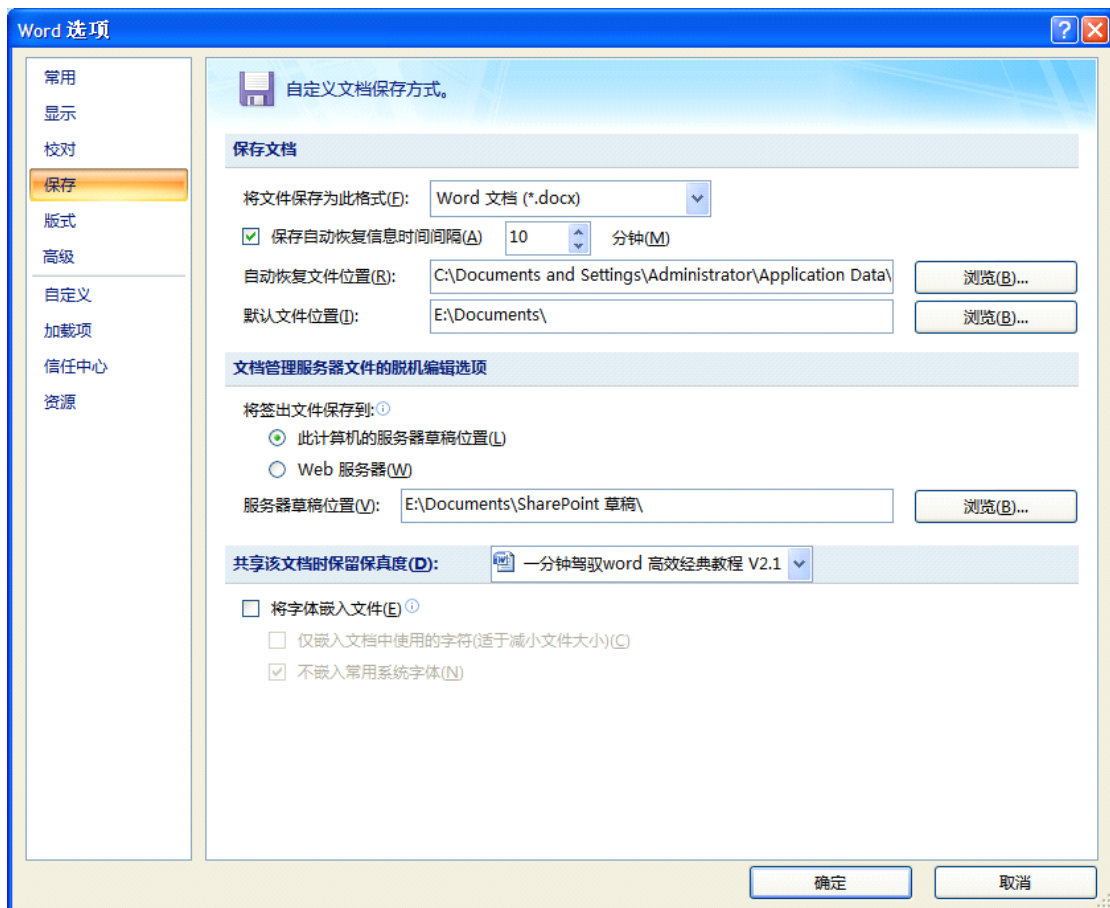 Word 选项
常用
显示
校对
保存
版式
高级
自定义
加载项
信任中心
资源
自定义文档保存方式。
保存文档
将文件保存为此格式(F): Word 文档 (*.docx)
保存自动恢复信息时间间隔(A) 10 分钟(M)
自动恢复文件位置(R): C:\Documents and Settings\Administrator\Application Data\ 浏览(B)...
默认文件位置(I): E:\Documents\ 浏览(B)...
文档管理服务器文件的脱机编辑选项
将签出文件保存到:
此计算机的服务器草稿位置(L)
Web 服务器(W)
服务器草稿位置(V): E:\Documents\SharePoint 草稿\ 浏览(B)...
共享该文档时保留保真度(D): 一分钟驾驭word 高效经典教程 V2.1
将字体嵌入文件(E)
仅嵌入文档中使用的字符(适于减小文件大小)(C)
不嵌入常用系统字体(N)
确定 取消